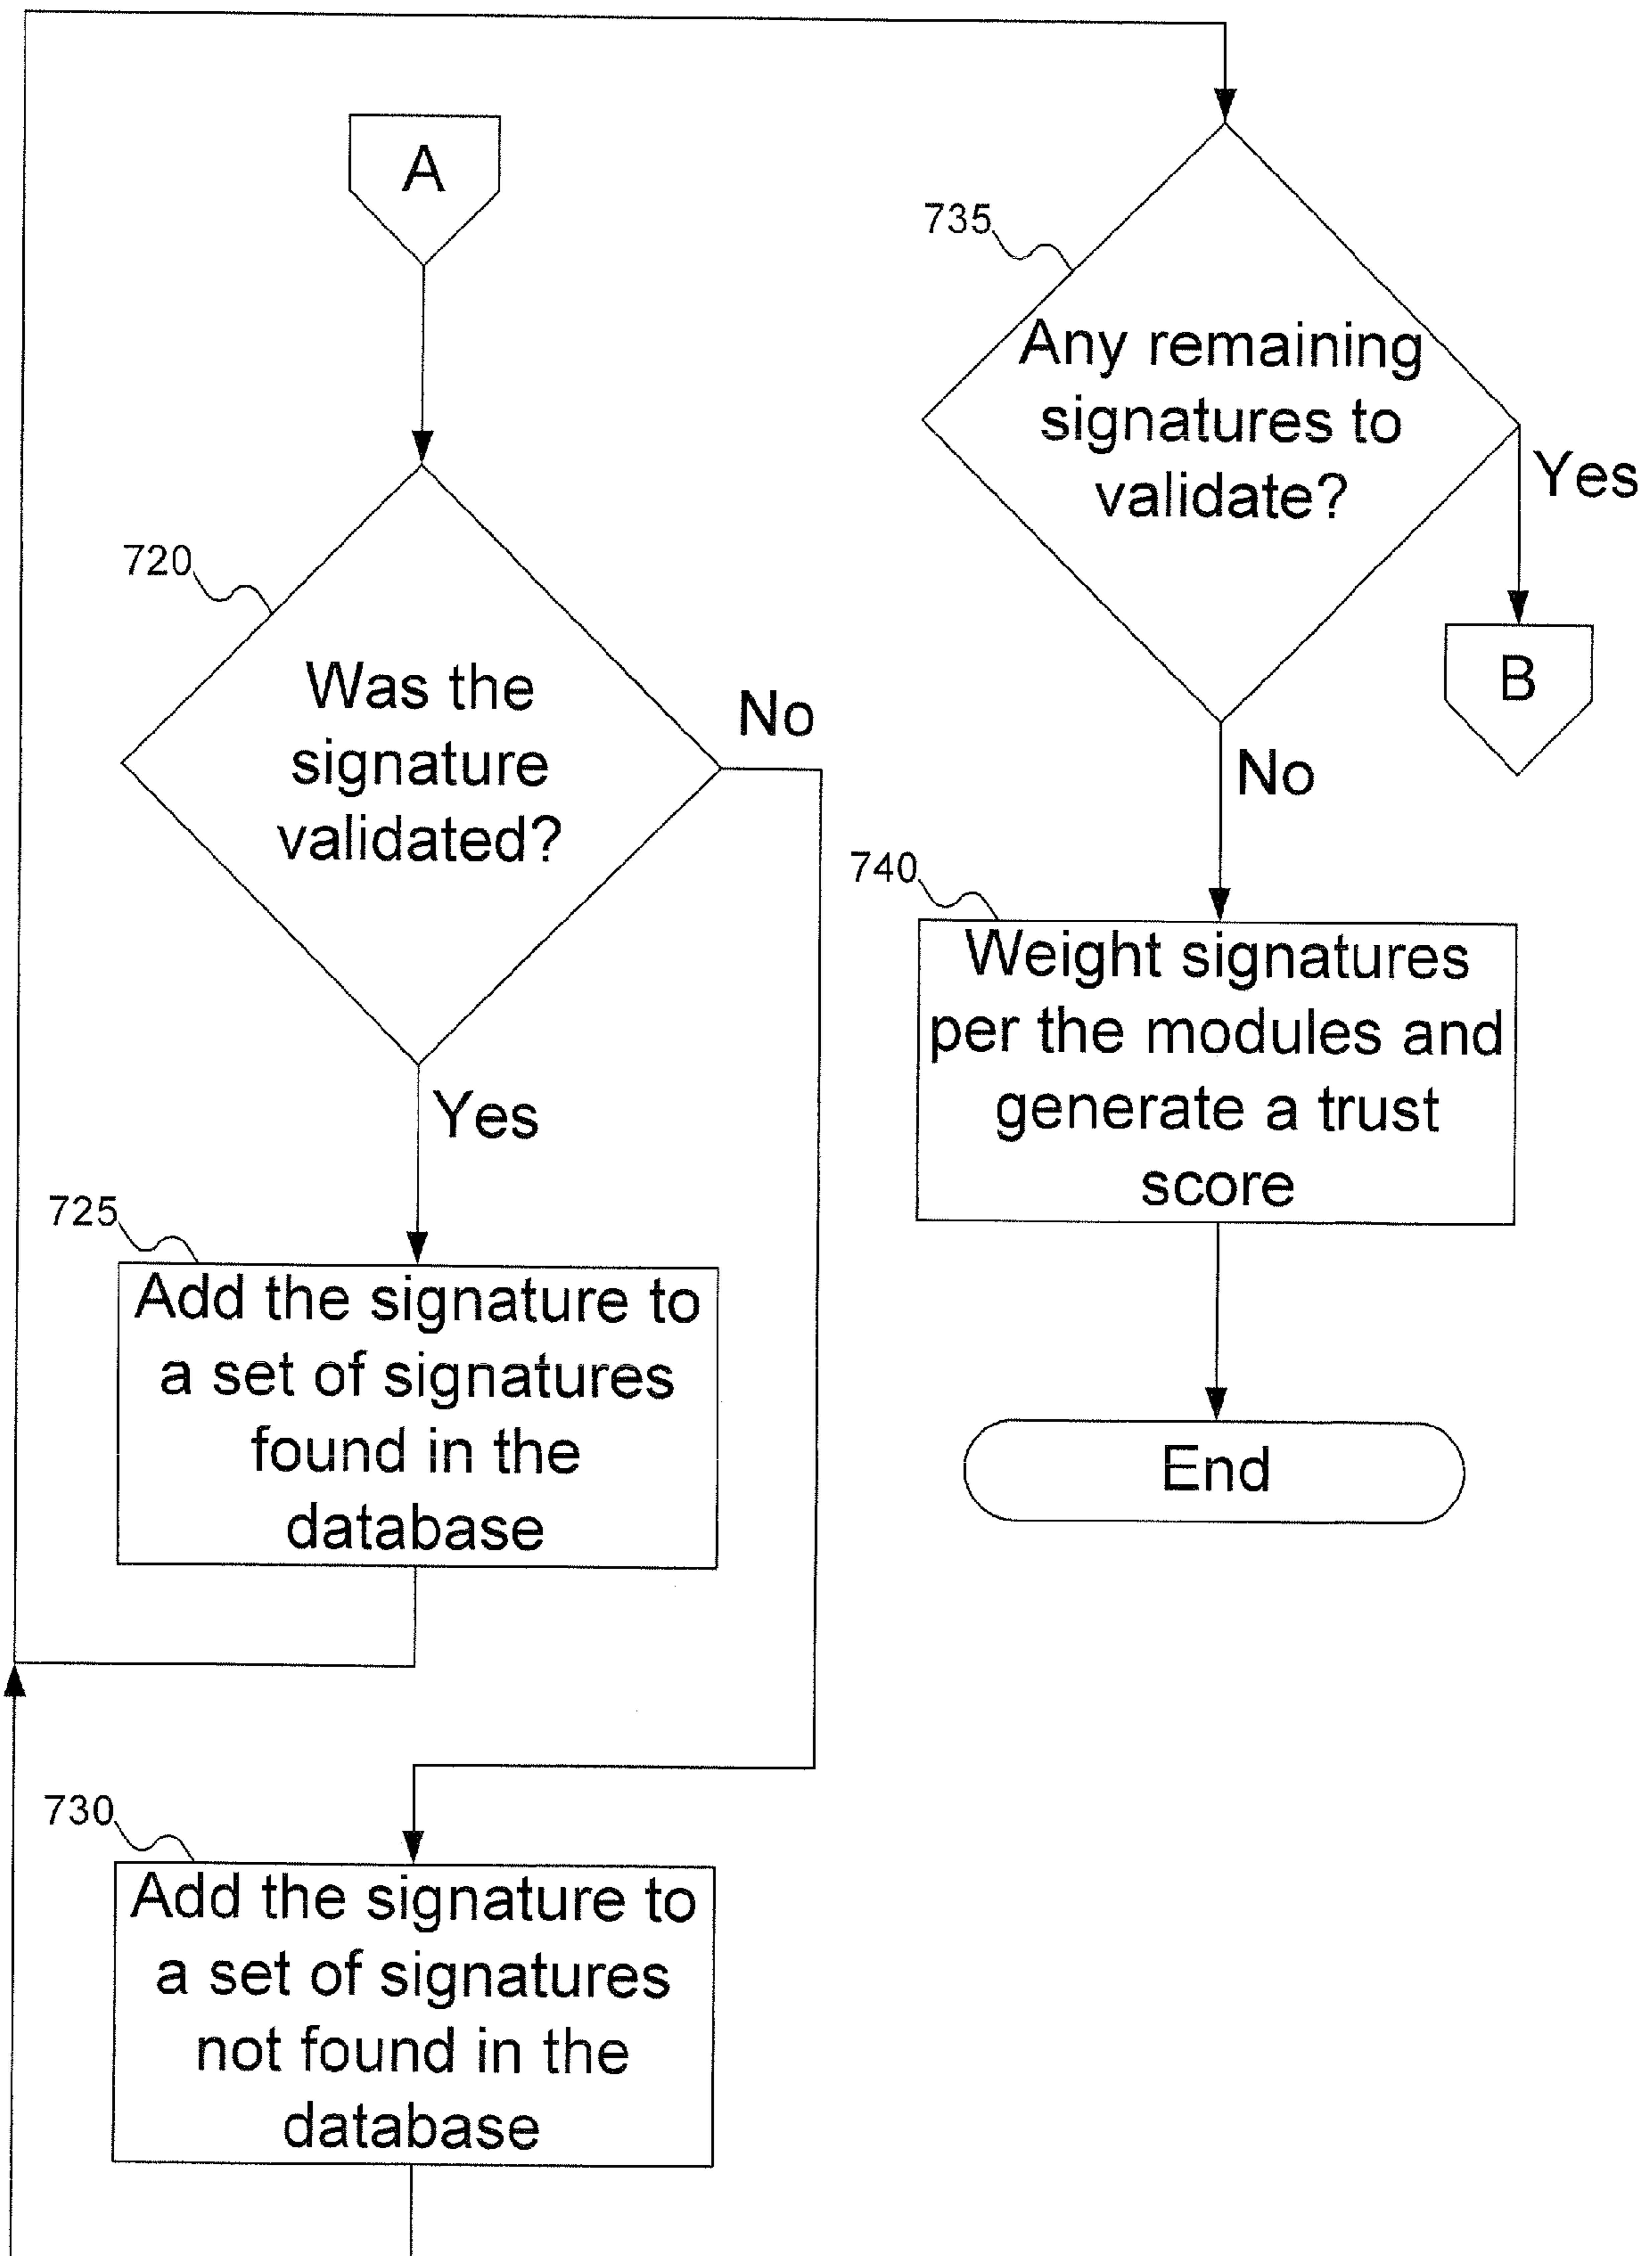 A
720
Was the
signature
validated?
No
Yes
725
Add the signature to
a set of signatures
found in the
database
730
Add the signature to
a set of signatures
not found in the
database
735
Any remaining
signatures to
validate?
Yes
B
No
740
Weight signatures
per the modules and
generate a trust
score
End